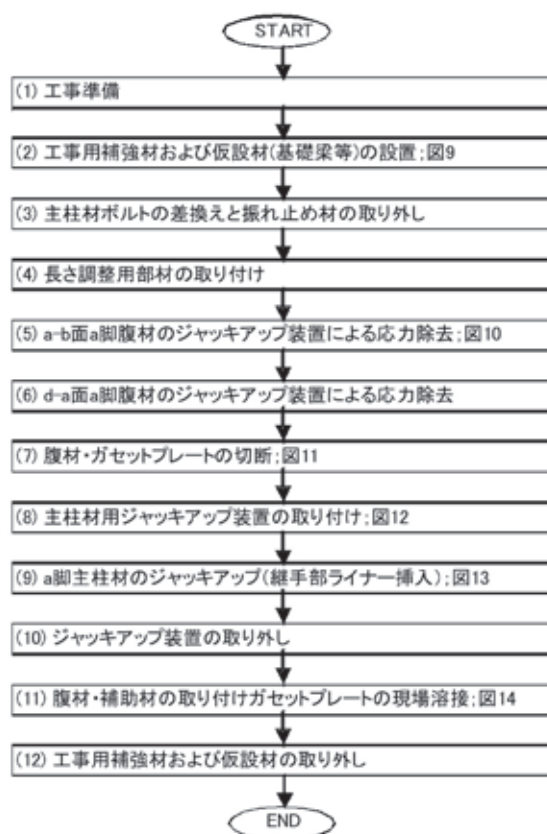 START
(1) 工事準備
(2) 工事用補強材および仮設材(基礎梁等)の設置;図9
(3) 主柱材ボルトの差換えと振れ止め材の取り外し
(4) 長さ調整用部材の取り付け
(5) a-b面a脚腹材のジャッキアップ装置による応力除去;図10
(6) d-a面a脚腹材のジャッキアップ装置による応力除去
(7) 腹材・ガセットプレートの切断;図11
(8) 主柱材用ジャッキアップ装置の取り付け;図12
(9) a脚主柱材のジャッキアップ(継手部ライナー挿入);図13
(10) ジャッキアップ装置の取り外し
(11) 腹材・補助材の取り付けガセットプレートの現場溶接;図14
(12) 工事用補強材および仮設材の取り外し
END